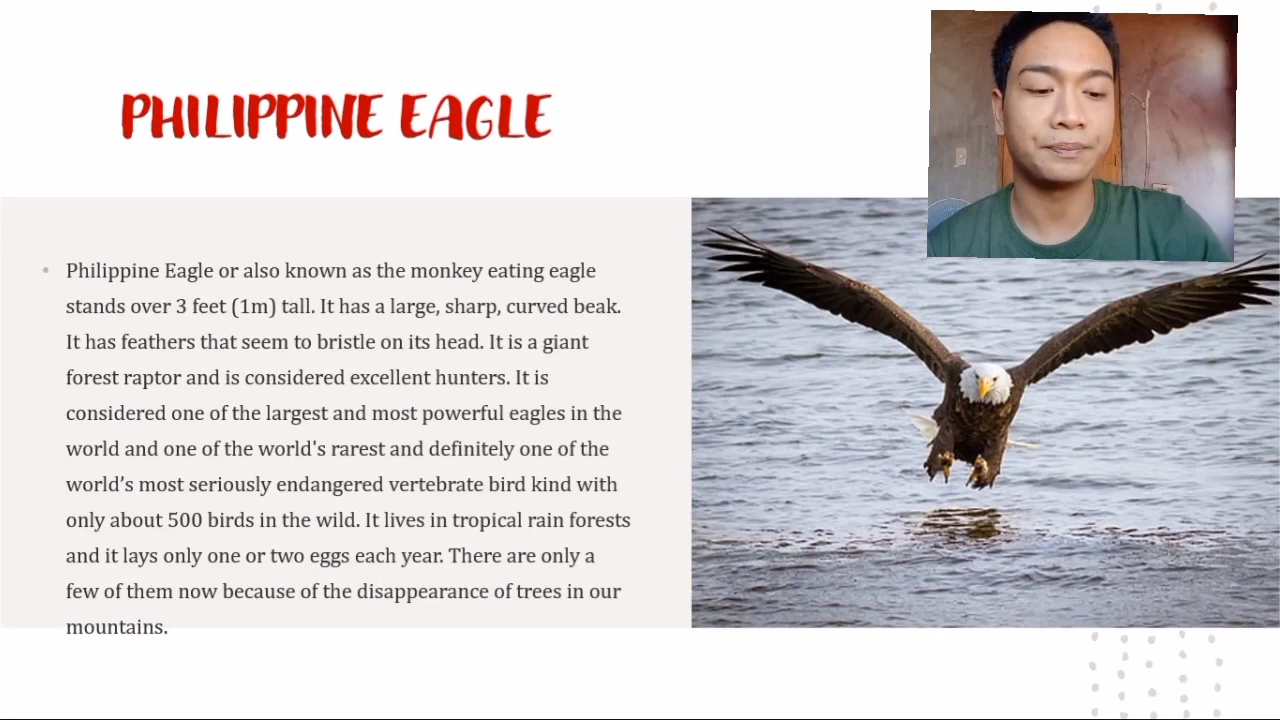 PHILIPPINE EAGLE
• Philippine Eagle or also known as the monkey eating eagle
stands over 3 feet (1m) tall. It has a large, sharp, curved beak.
It has feathers that seem to bristle on its head. It is a giant
forest raptor and is considered excellent hunters. It is
considered one of the largest and most powerful eagles in the
world and one of the world's rarest and definitely one of the
world’s most seriously endangered vertebrate bird kind with
only about 500 birds in the wild. It lives in tropical rain forests
and it lays only one or two eggs each year. There are only a
few of them now because of the disappearance of trees in our
mountains.